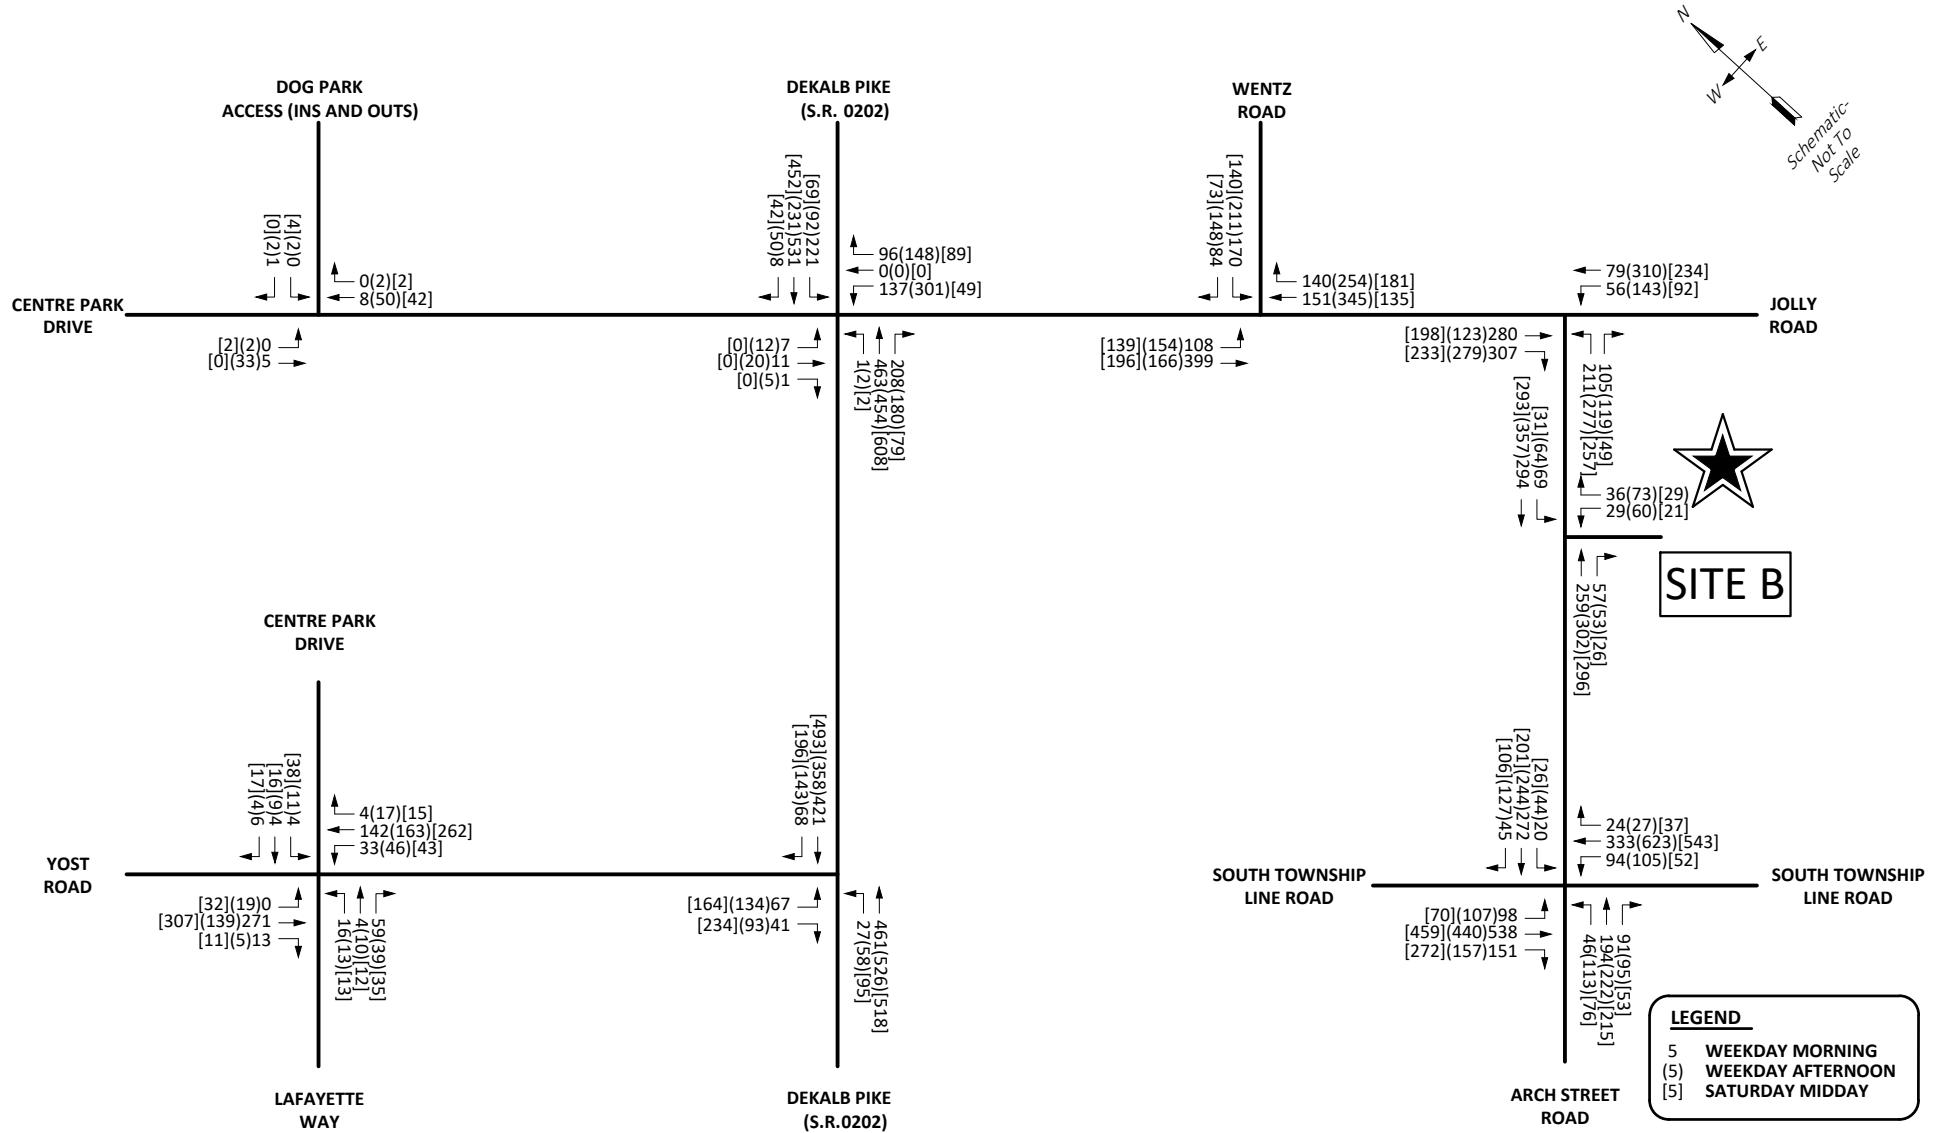 N
E
W
Schematic-
Not To
Scale
DOG PARK
ACCESS (INS AND OUTS)
[0](2)1
[4](2)0
0(2)[2]
8(50)[42]
CENTRE PARK
DRIVE
[2](2)0
[0](33)5
DEKALB PIKE
(S.R. 0202)
[42](50)8
[452](231)531
[69](92)221
96(148)[89]
0(0)[0]
137(301)[49]
[0](12)7
[0](20)11
[0](5)1
1(2)[2]
463(454)[608]
208(180)[79]
WENTZ
ROAD
[73](148)84
[140](211)170
140(254)[181]
151(345)[135]
[139](154)108
[196](166)399
79(310)[234]
56(143)[92]
JOLLY
ROAD
[198](123)280
[233](279)307
211(277)[257]
105(119)[49]
[293](357)294
[31](64)69
36(73)[29)
29(60)[21]
SITE B
259(302)[296]
57(53)[26]
CENTRE PARK
DRIVE
[17](4)6
[16](9)4
[38](11)4
4(17)[15]
142(163)[262]
33(46)[43]
YOST
ROAD
[32](19)0
[307](139)271
[11](5)13
16(13)[13]
4(10)[12]
59(39)[35]
LAFAYETTE
WAY
[196](143)68
[493](358)421
[164](134)67
[234](93)41
27(58)[95]
461(526)[518]
DEKALB PIKE
(S.R.0202)
[106](127)45
[201](244)272
[26](44)20
24(27)[37]
333(623)[543]
94(105)[52]
SOUTH TOWNSHIP
LINE ROAD
SOUTH TOWNSHIP
LINE ROAD
[70](107)98
[459](440)538
[272](157)151
46(113)[76]
194(222)[215]
91(95)[53]
ARCH STREET
ROAD
LEGEND
5 WEEKDAY MORNING
(5) WEEKDAY AFTERNOON
[5] SATURDAY MIDDAY